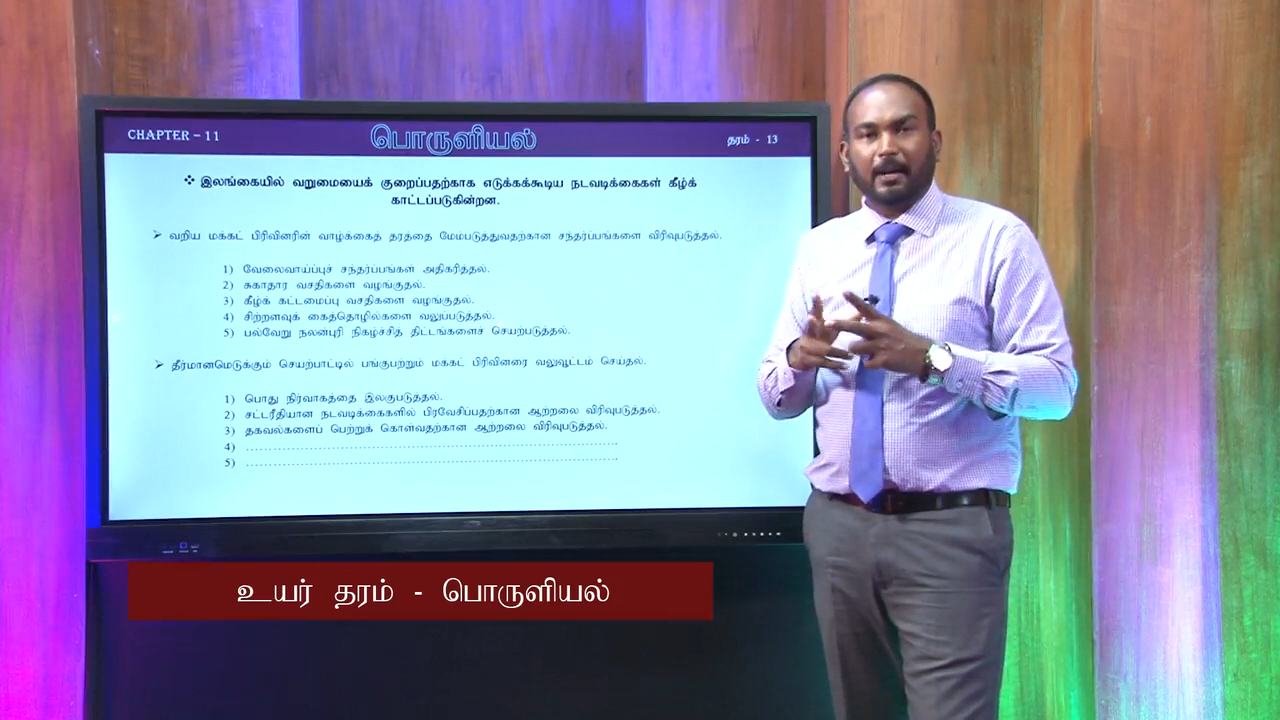 CHAPTER – 11
பொருளியல்
தரம் - 13
❖ இலங்கையில் வறுமையைக் குறைப்பதற்காக எடுக்கக்கூடிய நடவடிக்கைகள் கீழ்க்
காட்டப்படுகின்றன.
➤ வறிய மக்கட் பிரிவினரின் வாழ்க்கைத் தரத்தை மேம்படுத்துவதற்கான சந்தர்ப்பங்களை விரிவுபடுத்தல்.
1) வேலைவாய்ப்புச் சந்தர்ப்பங்கள் அதிகரித்தல்.
2) சுகாதார வசதிகளை வழங்குதல்.
3) கீழ்க் கட்டமைப்பு வசதிகளை வழங்குதல்.
4) சிற்றளவுக் கைத்தொழில்களை வலுப்படுத்தல்.
5) பல்வேறு நலன்புரி நிகழ்ச்சித் திட்டங்களைச் செயற்படுத்தல்.
➤ தீர்மானமெடுக்கும் செயற்பாட்டில் பங்குபற்றும் மக்கட் பிரிவினரை வலுவூட்டம் செய்தல்.
1) பொது நிர்வாகத்தை இலகுபடுத்தல்.
2) சட்டரீதியான நடவடிக்கைகளில் பிரவேசிப்பதற்கான ஆற்றலை விரிவுபடுத்தல்.
3) தகவல்களைப் பெற்றுக் கொள்வதற்கான ஆற்றலை விரிவுபடுத்தல்.
4) ............................................................
5) ............................................................
உயர் தரம் - பொருளியல்